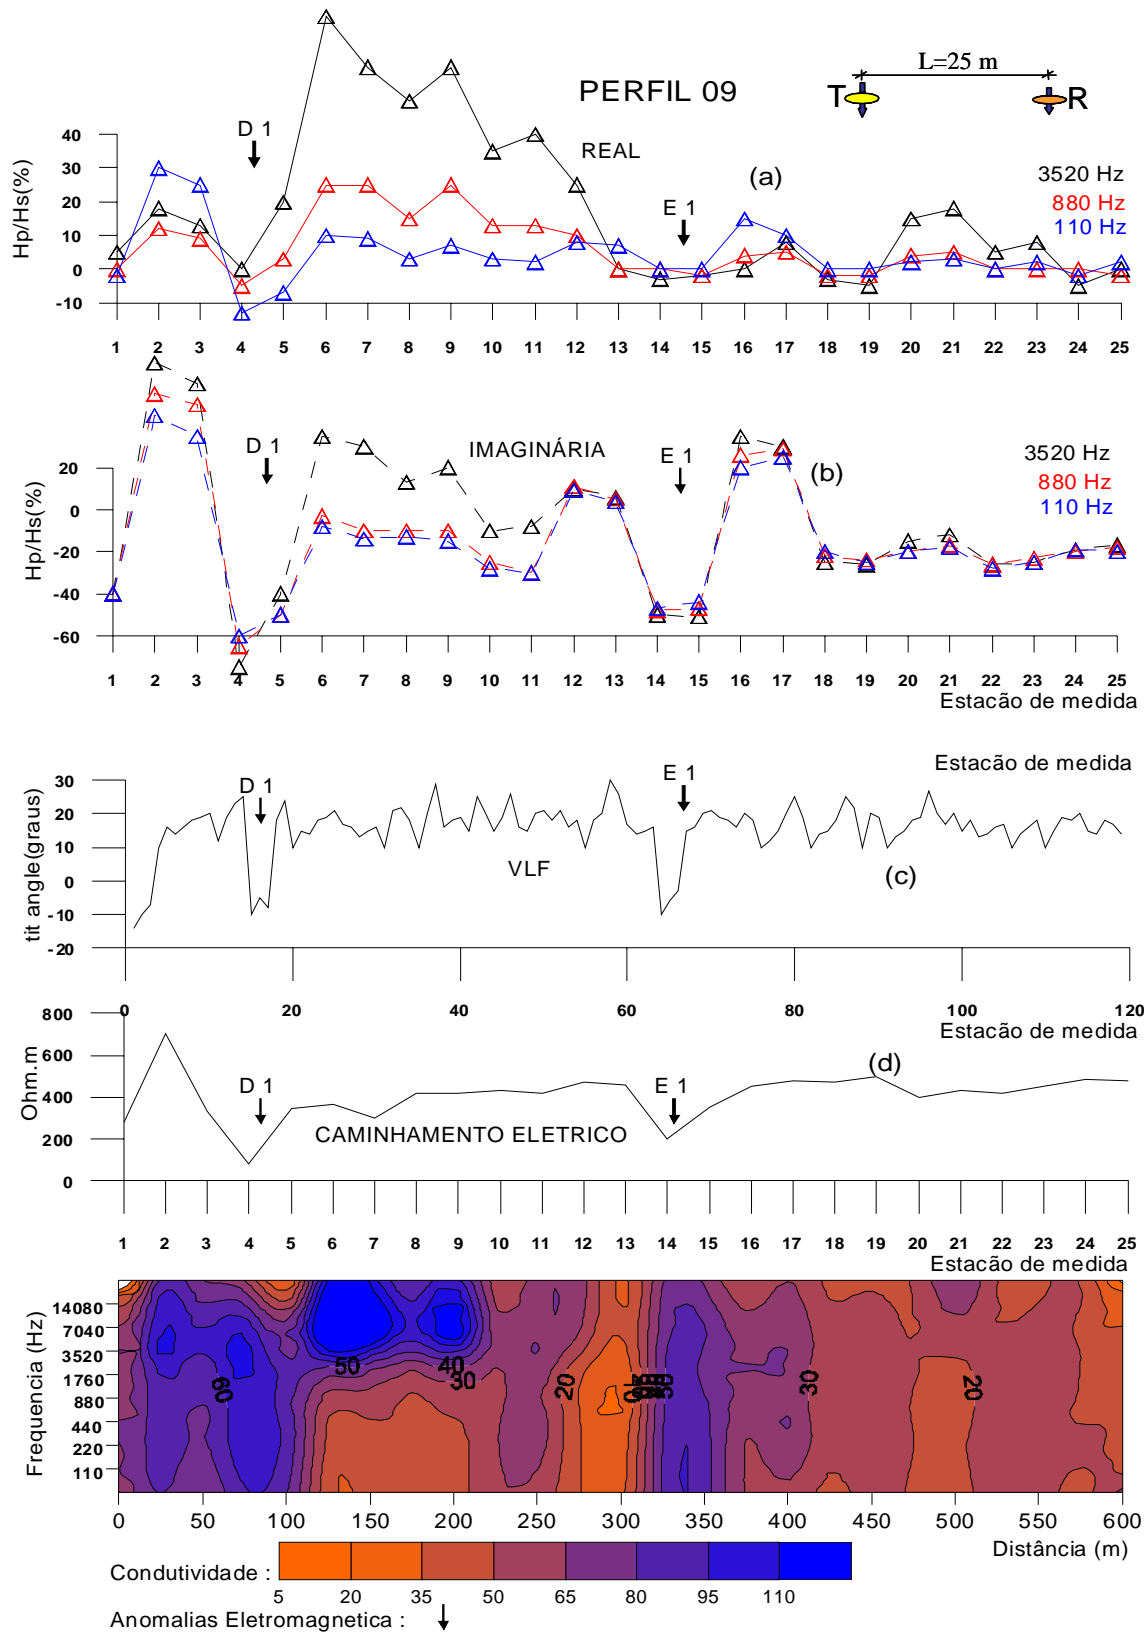 L=25 m
PERFIL 09
T R
D 1
REAL
(a)
E 1
3520 Hz
880 Hz
110 Hz
Hp/Hs(%)
40
30
20
10
0
-10
1 2 3 4 5 6 7 8 9 10 11 12 13 14 15 16 17 18 19 20 21 22 23 24 25
D 1
IMAGINÁRIA
E 1
(b)
3520 Hz
880 Hz
110 Hz
Hp/Hs(%)
20
0
-20
-40
-60
1 2 3 4 5 6 7 8 9 10 11 12 13 14 15 16 17 18 19 20 21 22 23 24 25
Estacão de medida
Estacão de medida
D 1
E 1
VLF
(c)
tit angle(graus)
30
20
10
0
-10
-20
0 20 40 60 80 100 120
Estacão de medida
D 1
E 1
(d)
CAMINHAMENTO ELETRICO
Ohm.m
800
600
400
200
0
1 2 3 4 5 6 7 8 9 10 11 12 13 14 15 16 17 18 19 20 21 22 23 24 25
Estacão de medida
Frequencia (Hz)
14080
7040
3520
1760
880
440
220
110
60 50 40 30 20 50 30 20
0 50 100 150 200 250 300 350 400 450 500 550 600
Distância (m)
Condutividade :
5 20 35 50 65 80 95 110
Anomalias Eletromagnetica :